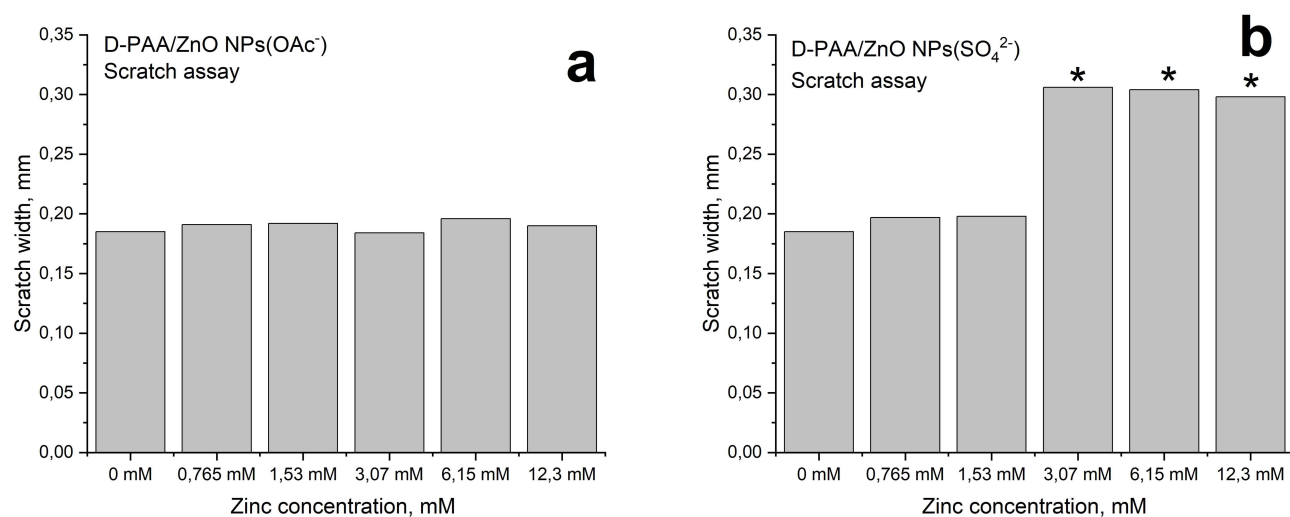 D-PAA/ZnO NPs(OAc⁻)
Scratch assay
a
Scratch width, mm
0,35
0,30
0,25
0,20
0,15
0,10
0,05
0,00
0 mM 0,765 mM 1,53 mM 3,07 mM 6,15 mM 12,3 mM
Zinc concentration, mM
D-PAA/ZnO NPs(SO₄²⁻)
Scratch assay
b
* * *
Scratch width, mm
0,35
0,30
0,25
0,20
0,15
0,10
0,05
0,00
0 mM 0,765 mM 1,53 mM 3,07 mM 6,15 mM 12,3 mM
Zinc concentration, mM